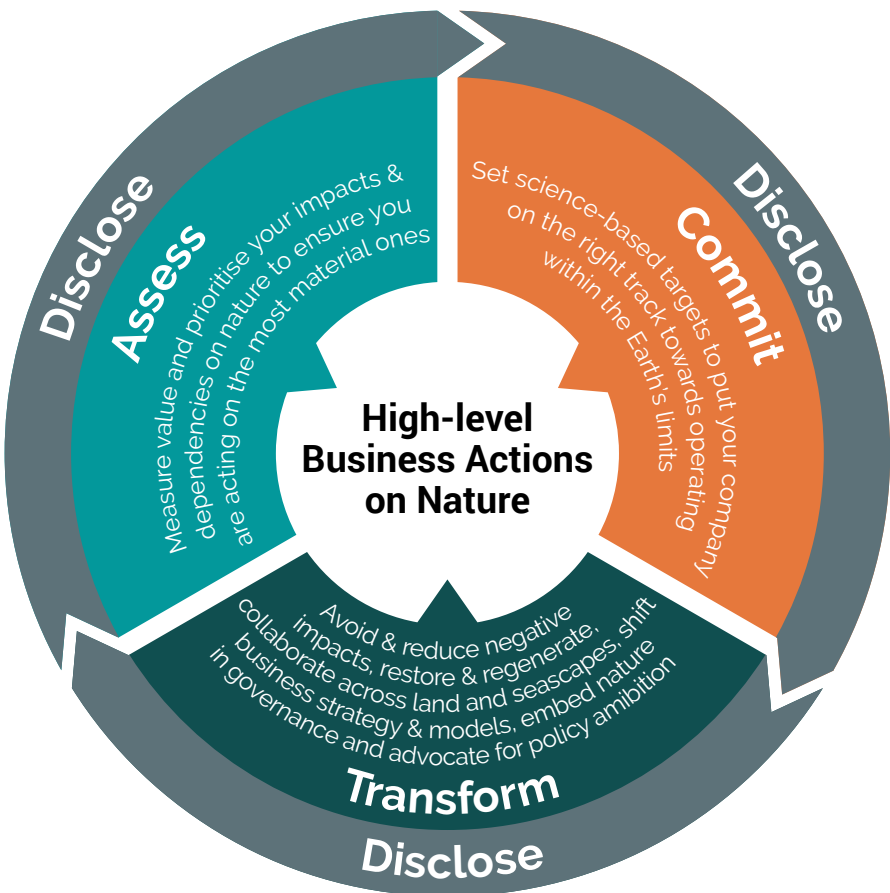 High-level
Business Actions
on Nature
Disclose
Assess
Measure value and prioritise your impacts &
dependencies on nature to ensure you
are acting on the most material ones
Disclose
Commit
Set science-based targets to put your company
on the right track towards operating
within the Earth's limits
Avoid & reduce negative
impacts, restore & regenerate,
collaborate across land and seascapes, shift
business strategy & models, embed nature
in governance and advocate for policy amibition
Transform
Disclose